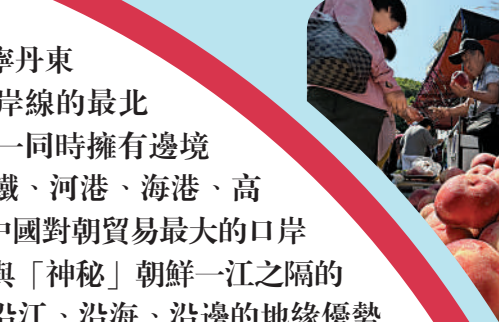 寧丹東
岸線的最北
一同時擁有邊境
鐵、河港、海港、高
中國對朝貿易最大的口岸
與「神秘」朝鮮一江之隔的
沿江、沿海、沿邊的地緣優勢